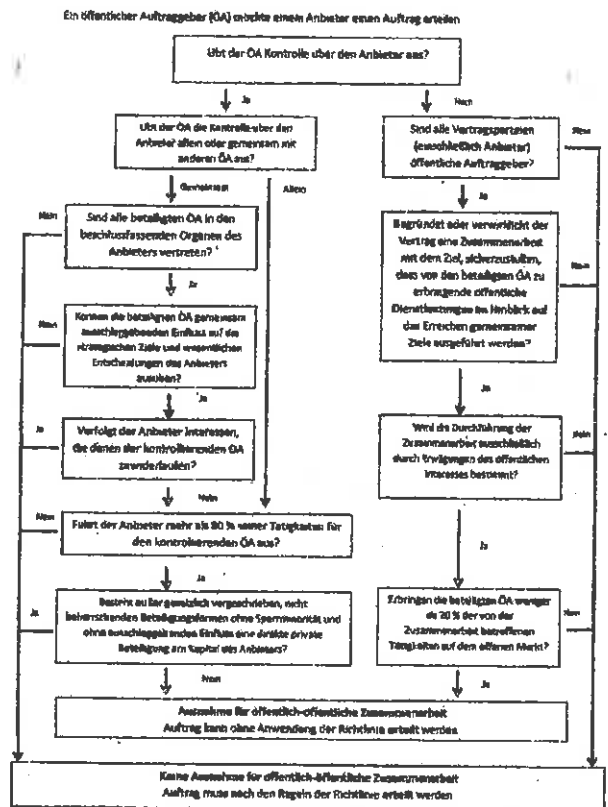 Ein öffentlicher Auftraggeber (ÖA) möchte einem Anbieter einen Auftrag erteilen
Übt der ÖA Kontrolle über den Anbieter aus?
Ja
Nein
Übt der ÖA die Kontrolle über den
Anbieter allein oder gemeinsam mit
anderen ÖA aus?
Sind alle Vertragsparteien
(einschließlich Anbieter)
öffentliche Auftraggeber?
Nein
Gemeinsam
Allein
Ja
Nein
Sind alle beteiligten ÖA in den
beschlussfassenden Organen des
Anbieters vertreten?
Begründet oder verwirklicht der
Vertrag eine Zusammenarbeit
mit dem Ziel, sicherzustellen,
dass von den beteiligten ÖA zu
erbringende öffentliche
Dienstleistungen im Hinblick auf
das Erreichen gemeinsamer
Ziele ausgeführt werden?
Nein
Ja
Nein
Können die beteiligten ÖA gemeinsam
ausschlaggebenden Einfluss auf die
strategischen Ziele und wesentlichen
Entscheidungen des Anbieters
ausüben?
Ja
Ja
Ja
Verfolgt der Anbieter Interessen,
die denen der kontrollierenden ÖA
zuwiderlaufen?
Wird die Durchführung der
Zusammenarbeit ausschließlich
durch Erwägungen des öffentlichen
Interesses bestimmt?
Nein
Nein
Nein
Führt der Anbieter mehr als 80 % seiner Tätigkeiten für
den kontrollierenden ÖA aus?
Ja
Ja
Ja
Besteht außer gesetzlich vorgeschrieben, nicht
beherrschenden Beteiligungsformen ohne Sperrminorität und
ohne ausschlaggebenden Einfluss eine direkte private
Beteiligung am Kapital des Anbieters?
Erbringen die beteiligten ÖA weniger
als 20 % der von der
Zusammenarbeit betroffenen
Tätigkeiten auf dem offenen Markt?
Nein
Nein
Ja
Ausnahme für öffentlich-öffentliche Zusammenarbeit
Auftrag kann ohne Anwendung der Richtlinie erteilt werden
Keine Ausnahme für öffentlich-öffentliche Zusammenarbeit
Auftrag muss nach den Regeln der Richtlinie erteilt werden